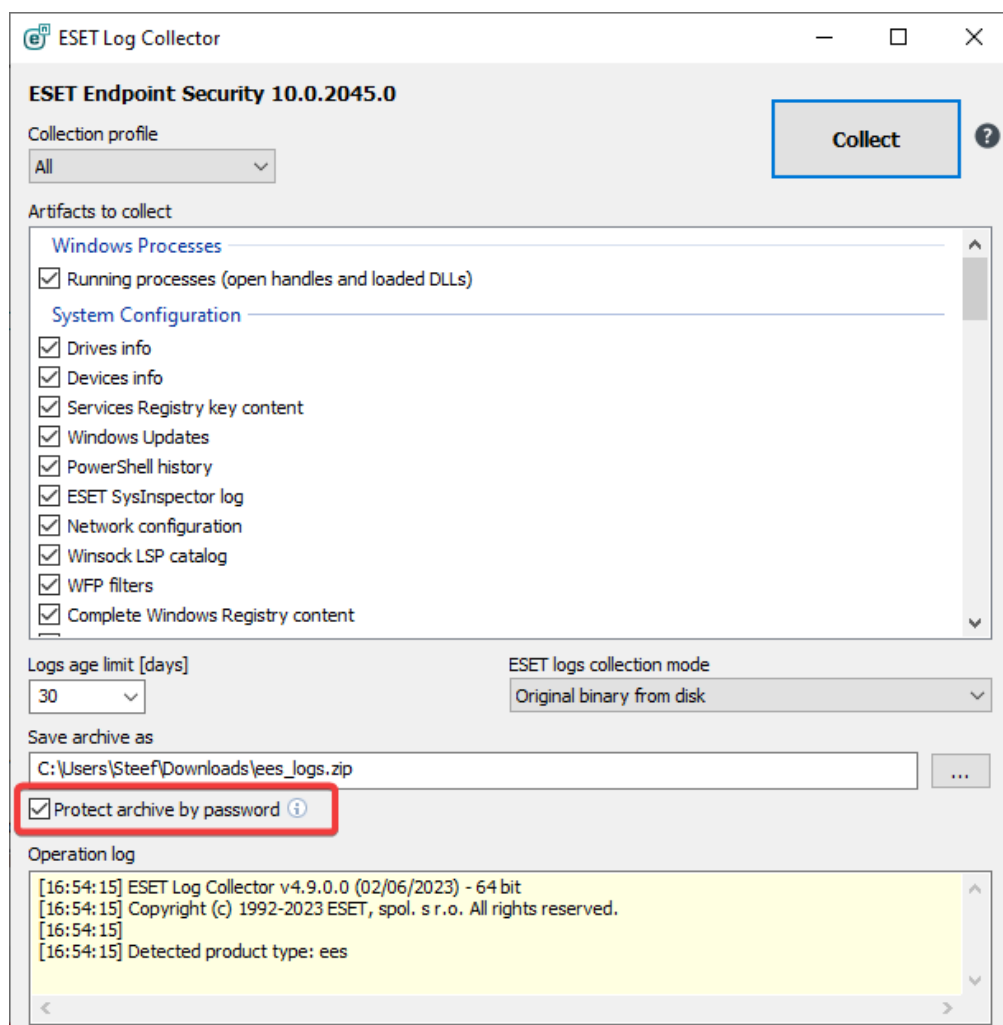 ESET Log Collector
ESET Endpoint Security 10.0.2045.0
Collection profile
All
Collect
Artifacts to collect
Windows Processes
Running processes (open handles and loaded DLLs)
System Configuration
Drives info
Devices info
Services Registry key content
Windows Updates
PowerShell history
ESET SysInspector log
Network configuration
Winsock LSP catalog
WFP filters
Complete Windows Registry content
Logs age limit [days]
ESET logs collection mode
30
Original binary from disk
Save archive as
C:\Users\Steef\Downloads\ees_logs.zip
...
Protect archive by password
Operation log
[16:54:15] ESET Log Collector v4.9.0.0 (02/06/2023) - 64 bit
[16:54:15] Copyright (c) 1992-2023 ESET, spol. s r.o. All rights reserved.
[16:54:15]
[16:54:15] Detected product type: ees